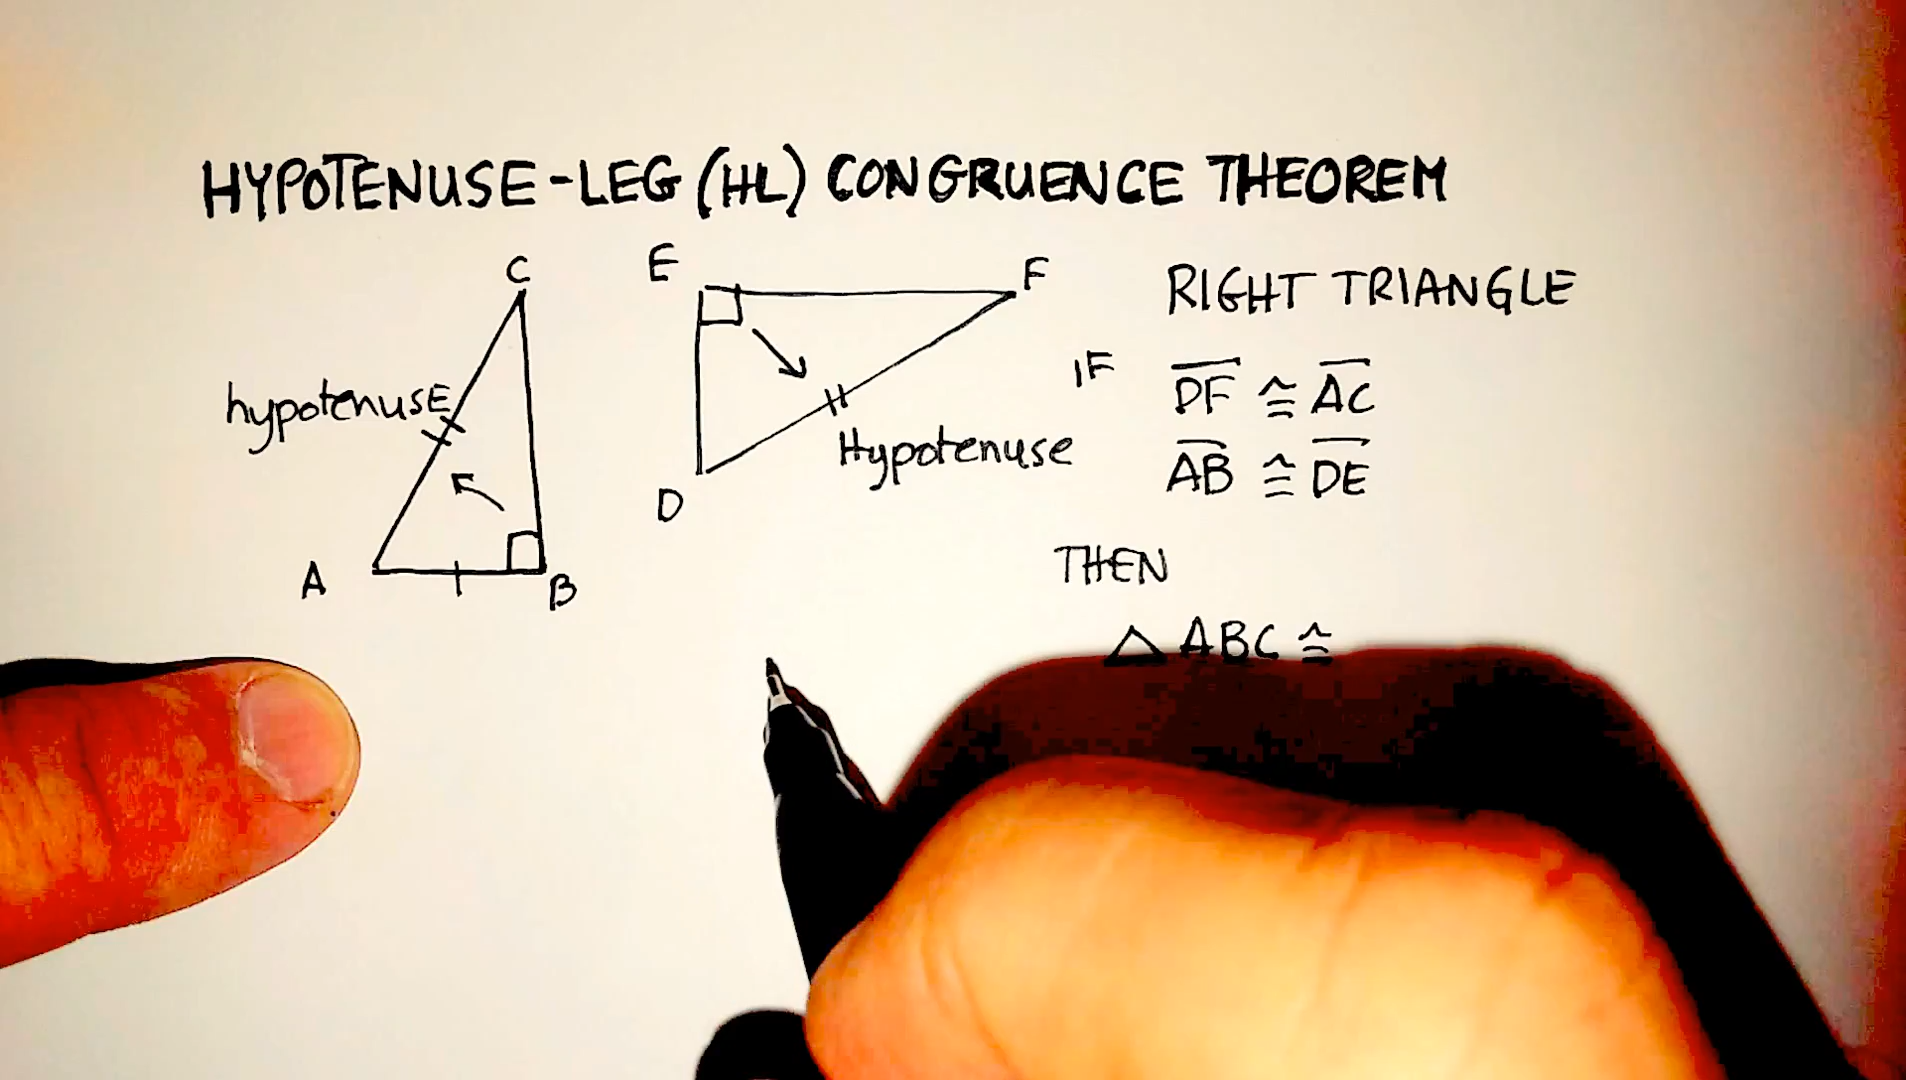 HYPOTENUSE-LEG (HL) CONGRUENCE THEOREM
C E F RIGHT TRIANGLE
IF DF ≅ AC
hypotenusE
Hypotenuse
AB ≅ DE
D
THEN
A B
△ ABC ≅